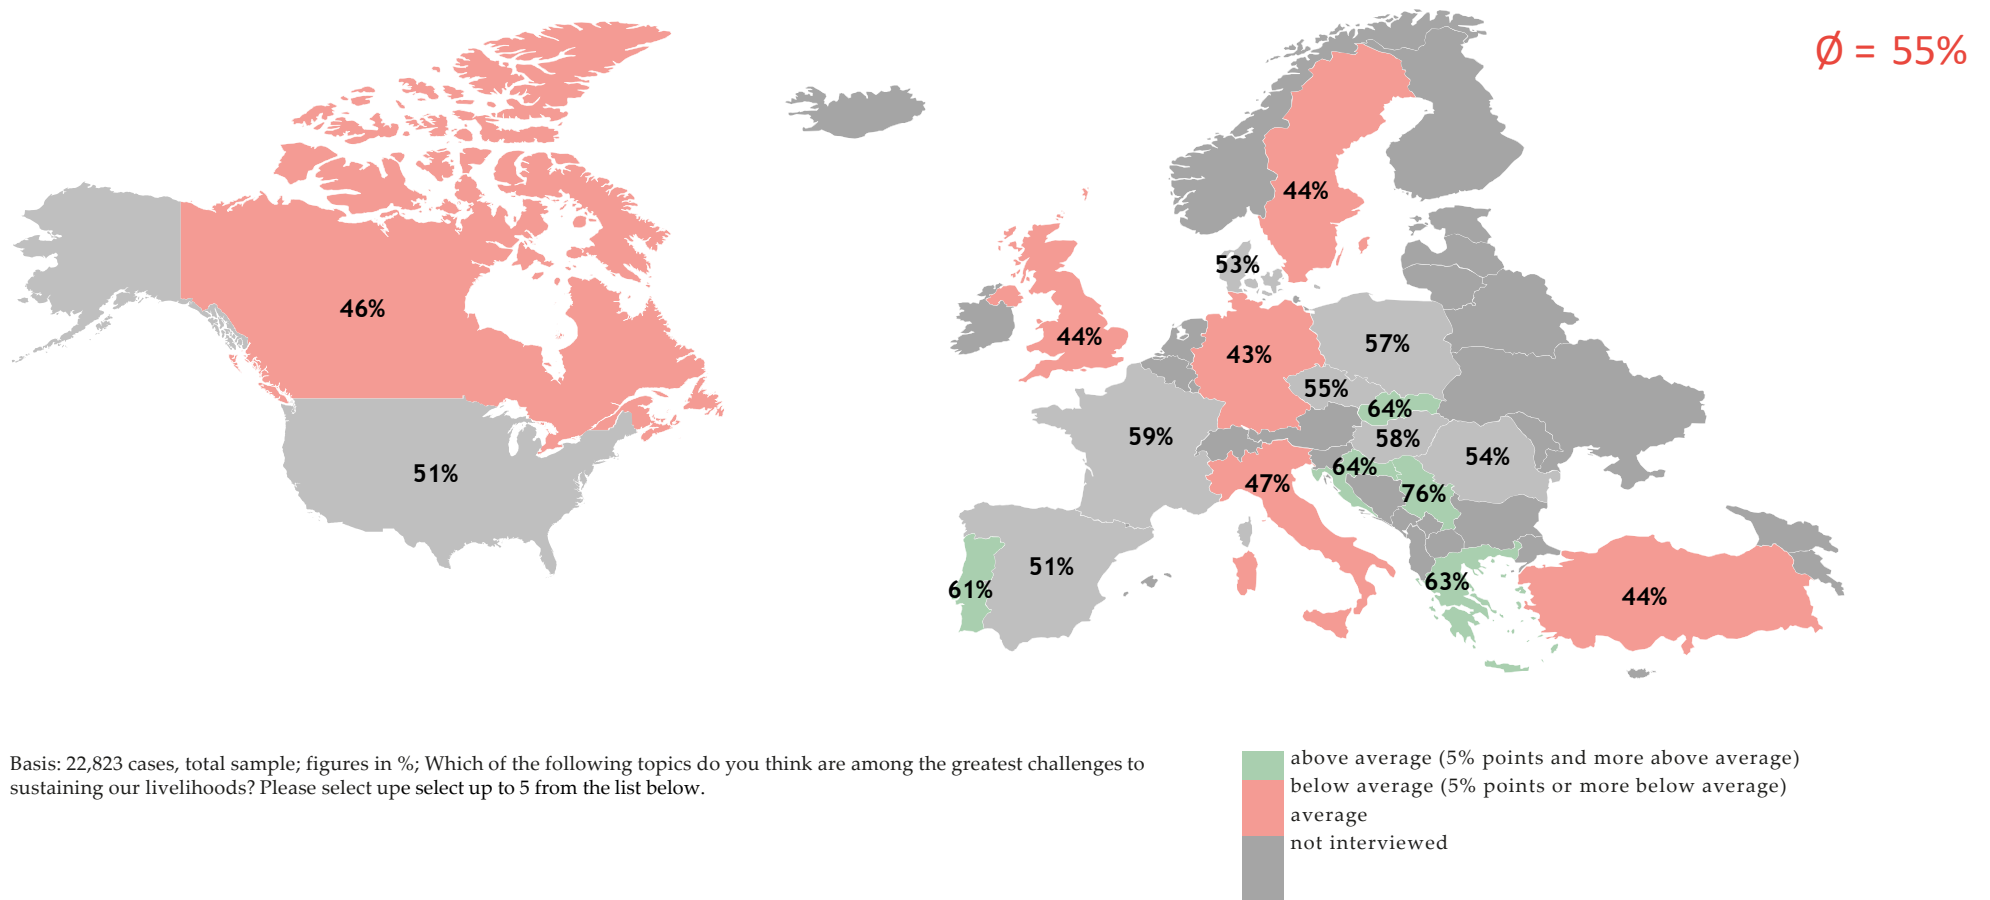 Ø = 55%
44%
53%
46%
44%
43%
57%
55%
64%
59%
58%
54%
64%
47%
76%
51%
51%
61%
63%
44%
Basis: 22,823 cases, total sample; figures in %; Which of the following topics do you think are among the greatest challenges to
sustaining our livelihoods? Please select upe select up to 5 from the list below.
above average (5% points and more above average)
below average (5% points or more below average)
average
not interviewed